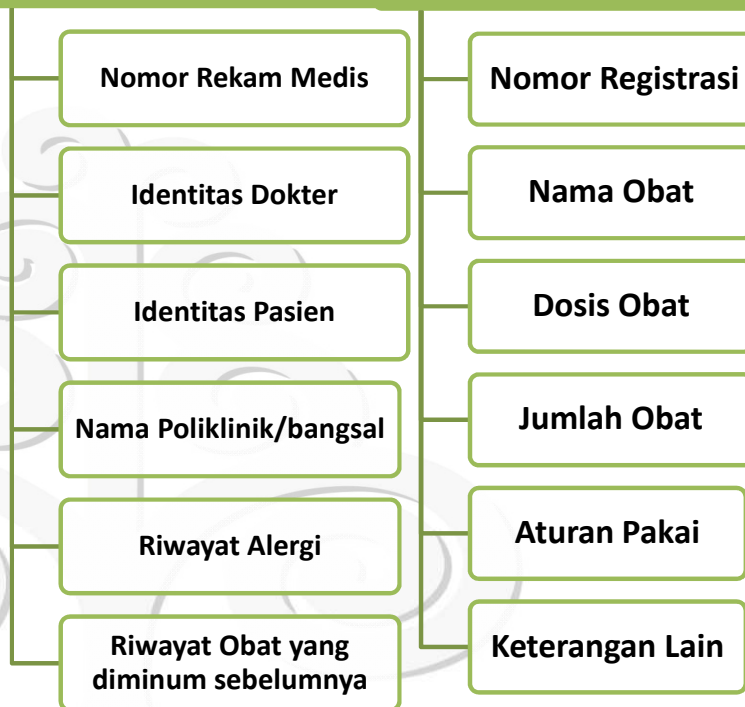 Nomor Rekam Medis
Identitas Dokter
Identitas Pasien
Nama Poliklinik/bangsal
Riwayat Alergi
Riwayat Obat yang
diminum sebelumnya
Nomor Registrasi
Nama Obat
Dosis Obat
Jumlah Obat
Aturan Pakai
Keterangan Lain